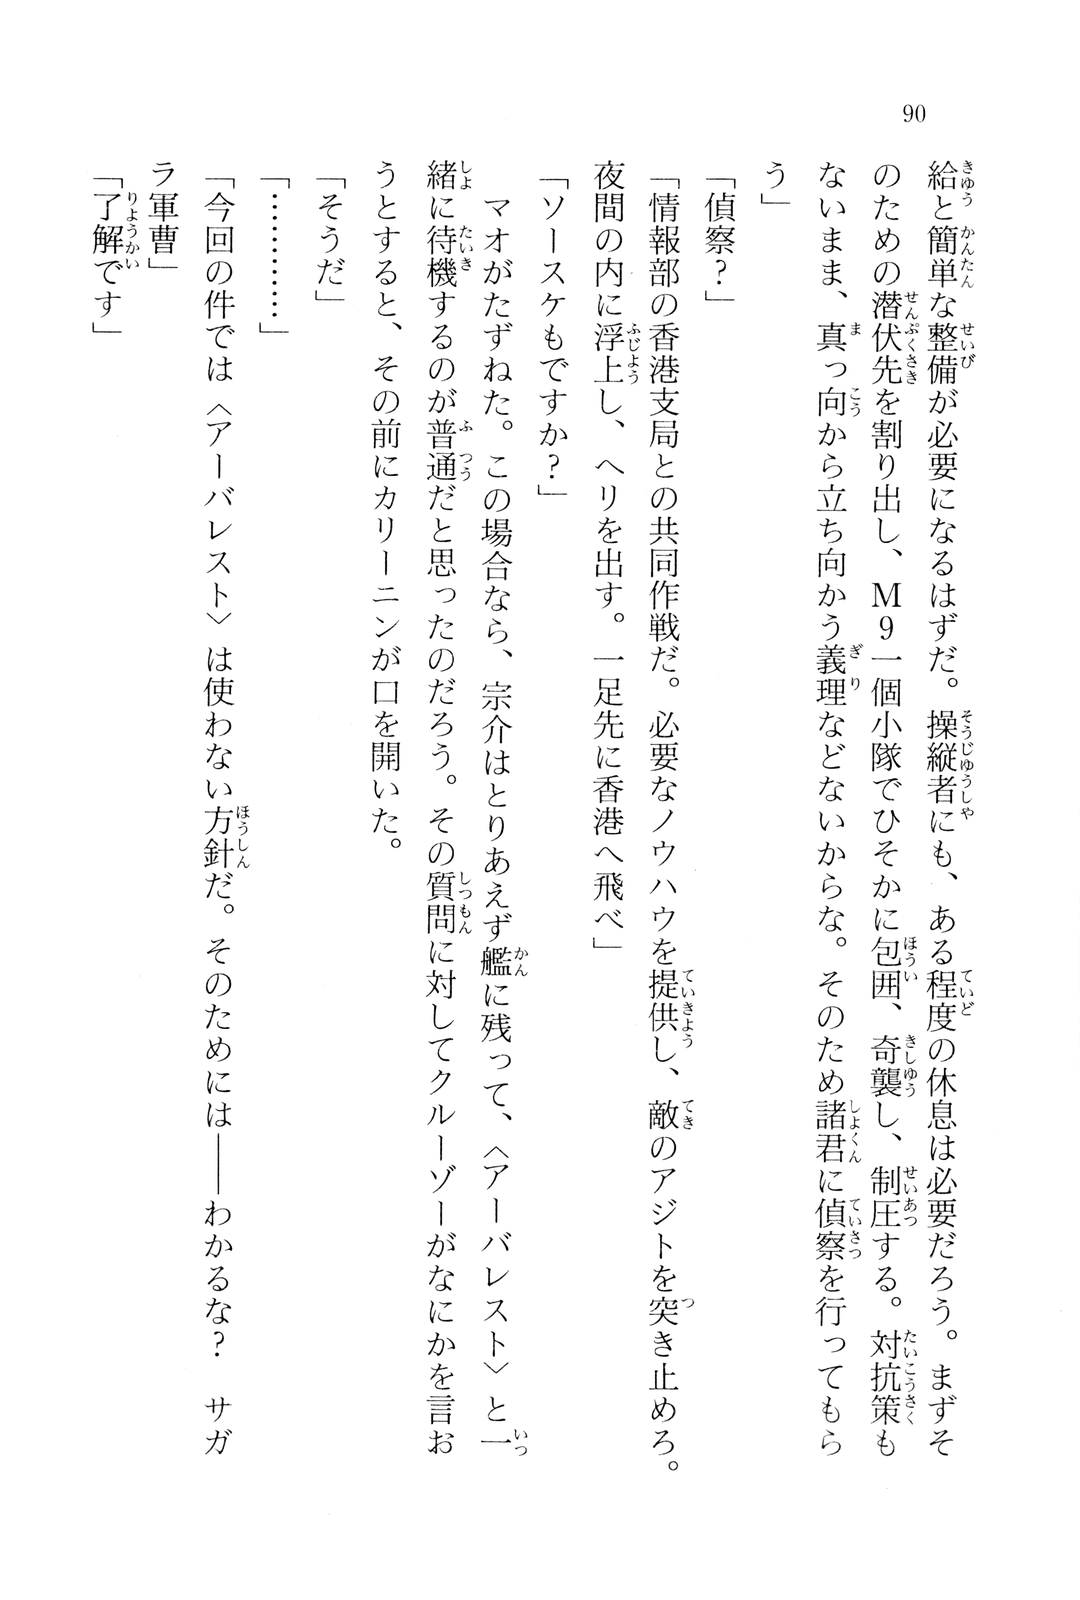 90
給と簡単な整備が必要になるはずだ。操縦者にも、ある程度の休息は必要だろう。まずそ
のための潜伏先を割り出し、Ｍ９一個小隊でひそかに包囲、奇襲し、制圧する。対抗策も
ないまま、真っ向から立ち向かう義理などないからな。そのため諸君に偵察を行ってもら
う」
「偵察？」
「情報部の香港支局との共同作戦だ。必要なノウハウを提供し、敵のアジトを突き止めろ。
夜間の内に浮上し、ヘリを出す。一足先に香港へ飛べ」
「ソースケもですか？」
　マオがたずねた。この場合なら、宗介はとりあえず艦に残って、〈アーバレスト〉と一
緒に待機するのが普通だと思ったのだろう。その質問に対してクルーゾーがなにかを言お
うとすると、その前にカリーニンが口を開いた。
「そうだ」
「…………」
「今回の件では〈アーバレスト〉は使わない方針だ。そのためには――わかるな？　サガ
ラ軍曹」
「了解です」